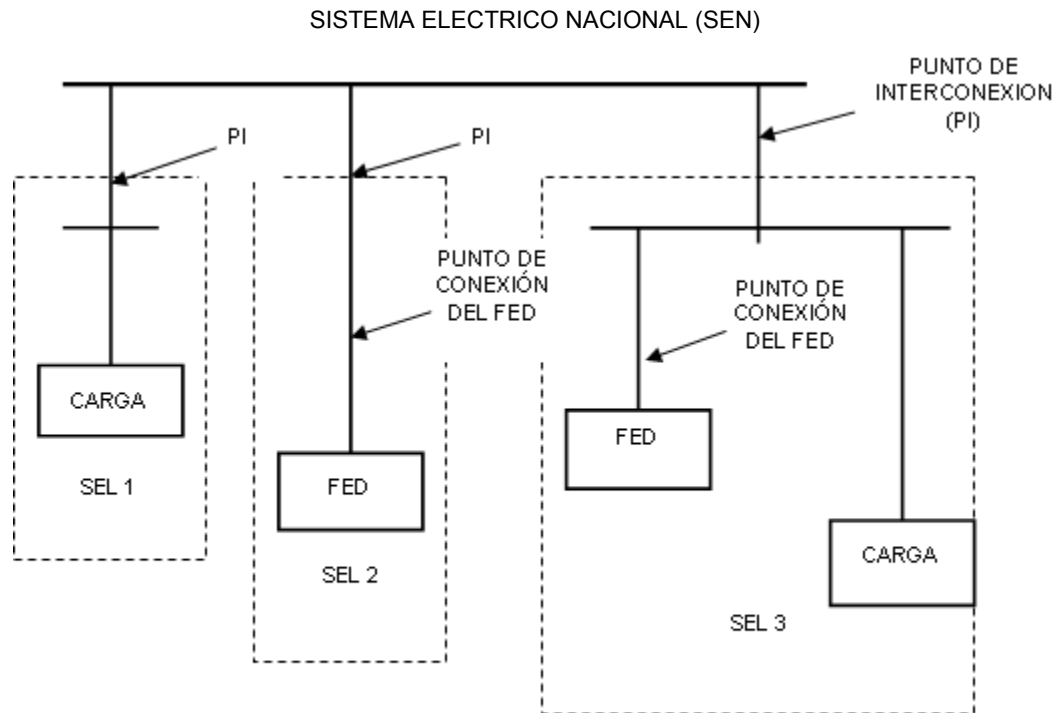 SISTEMA ELECTRICO NACIONAL (SEN)
PUNTO DE
INTERCONEXION
(PI)
PI
PI
PUNTO DE
CONEXIÓN
DEL FED
PUNTO DE
CONEXIÓN
DEL FED
CARGA
SEL 1
FED
SEL 2
FED
CARGA
SEL 3